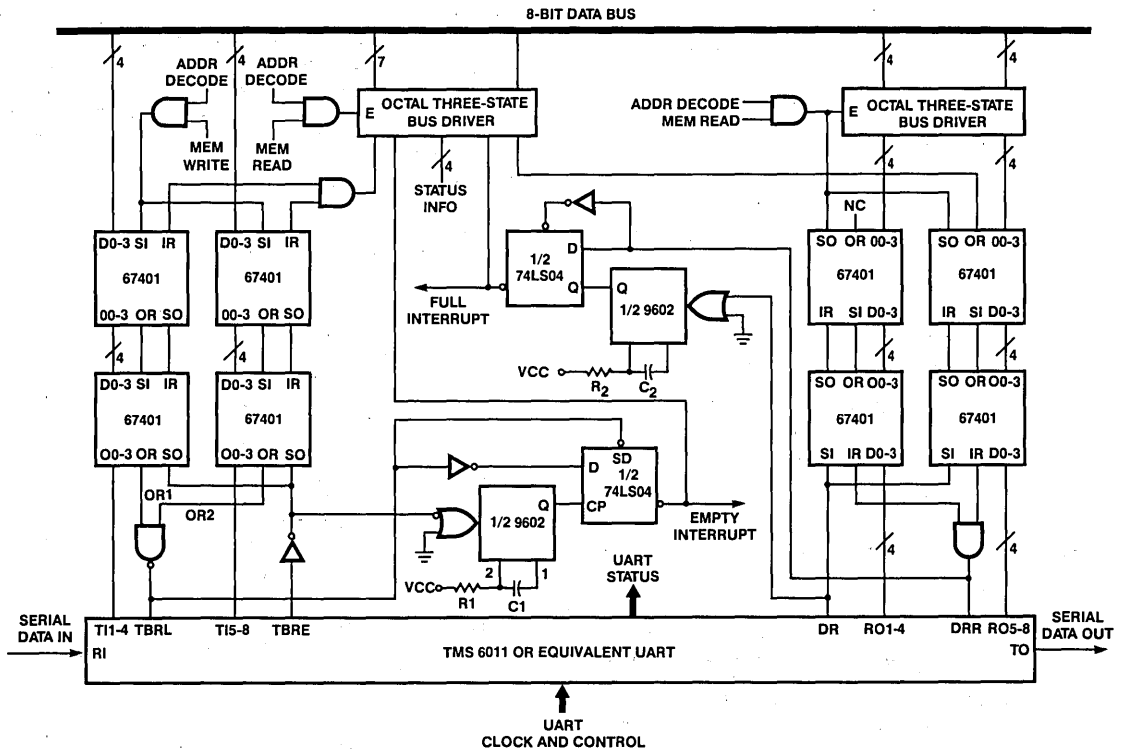 8-BIT DATA BUS
4
4
7
4
4
ADDR
DECODE
ADDR
DECODE
MEM
WRITE
MEM
READ
E
OCTAL THREE-STATE
BUS DRIVER
ADDR DECODE
MEM READ
E
OCTAL THREE-STATE
BUS DRIVER
4
STATUS
INFO
4
4
NC
D0-3 SI IR
67401
00-3 OR SO
D0-3 SI IR
67401
00-3 OR SO
D
1/2
74LS04
Q
FULL
INTERRUPT
Q
1/2 9602
VCC
R2
C2
SO OR 00-3
67401
IR SI D0-3
SO OR 00-3
67401
IR SI D0-3
4
4
4
4
D0-3 SI IR
67401
O0-3 OR SO
D0-3 SI IR
67401
O0-3 OR SO
SO OR O0-3
67401
SI IR D0-3
SO OR O0-3
67401
SI IR D0-3
OR1
OR2
SD
D
1/2
74LS04
CP
EMPTY
INTERRUPT
Q
1/2 9602
2
1
VCC
R1
C1
4
4
UART
STATUS
SERIAL
DATA IN
TI1-4 TBRL TI5-8 TBRE DR RO1-4 DRR RO5-8
RI
TMS 6011 OR EQUIVALENT UART
TO
SERIAL
DATA OUT
UART
CLOCK AND CONTROL